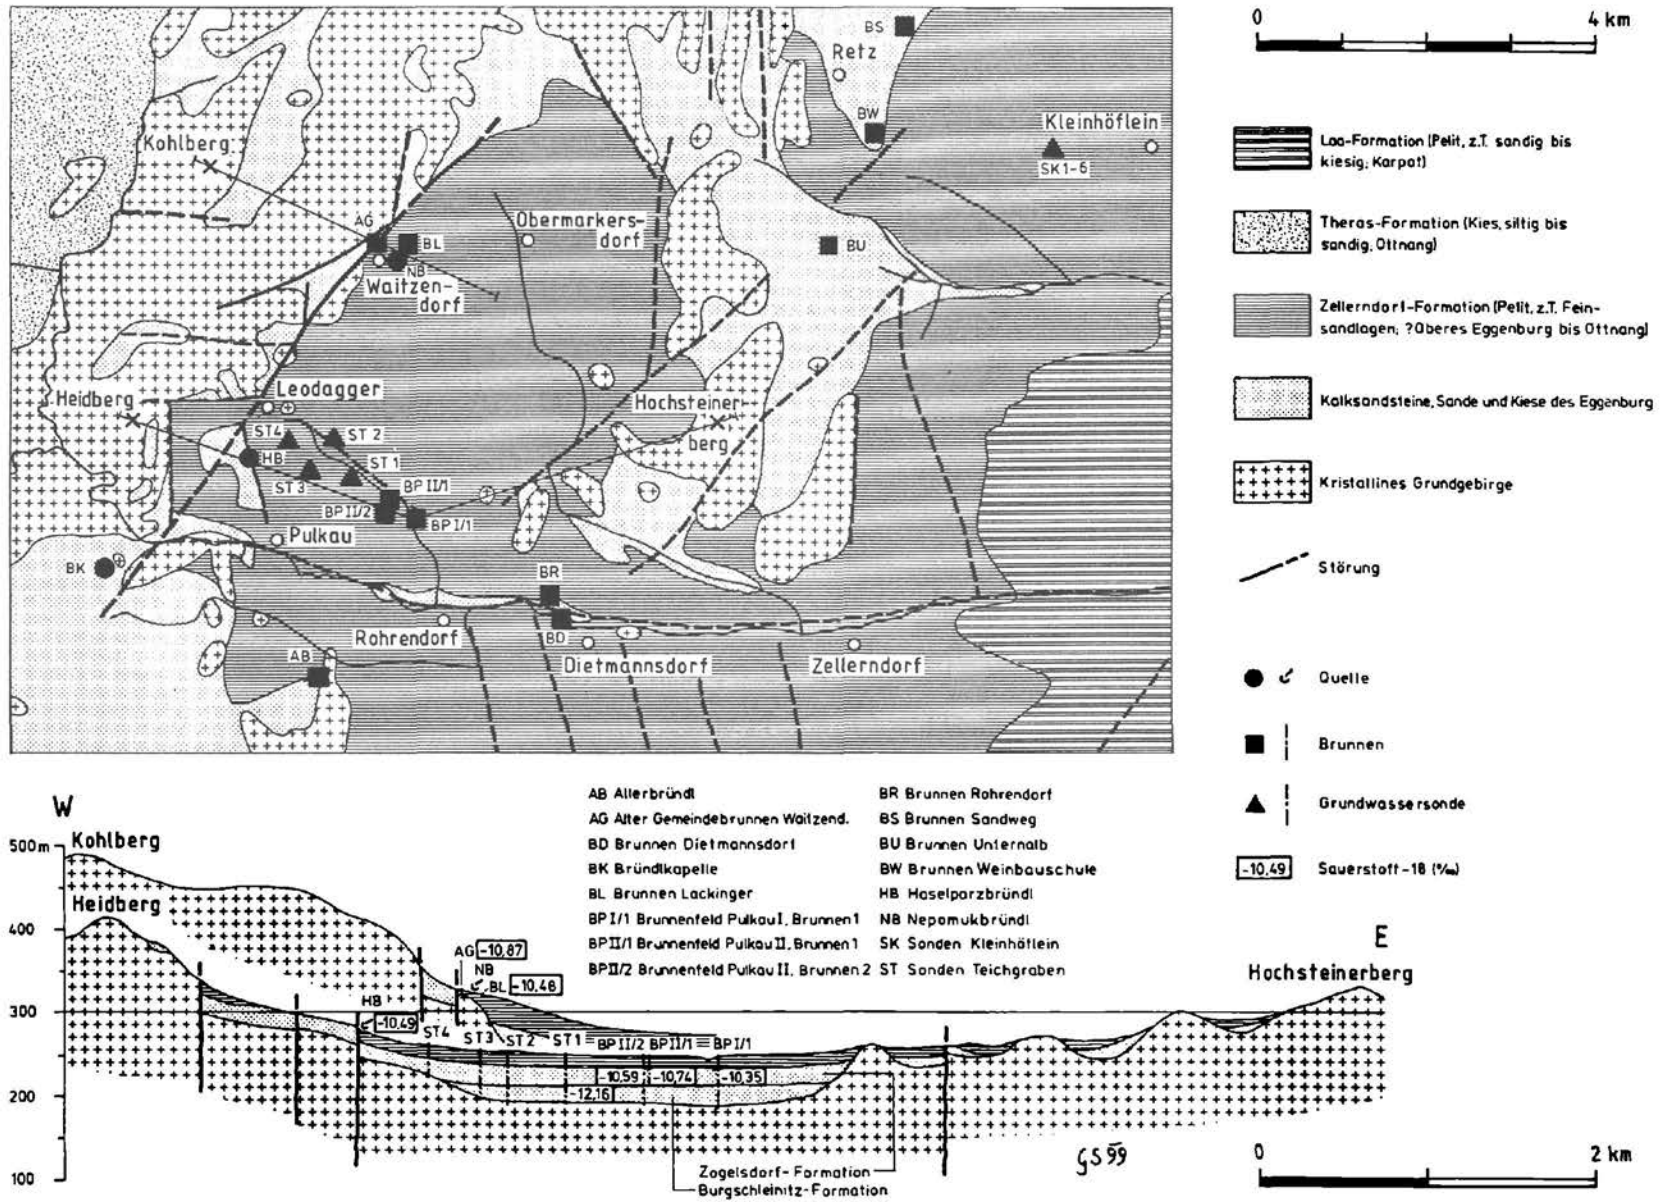 BS
Retz
BW
Kleinhöflein
SK 1-6
Kohlberg
AG
BL
NB
Waitzen-
dorf
Obermarkers-
dorf
BU
Leodagger
Heidberg
Hochsteiner
berg
ST4
ST 2
HB
ST 1
ST 3
BP II/1
BP II/2
BP I/1
Pulkau
BK
BR
BD
Rohrendorf
AB
Dietmannsdorf
Zellerndorf
0 4 km
Laa-Formation (Pelit, z.T. sandig bis
kiesig; Karpat)
Theras-Formation (Kies, siltig bis
sandig; Ottnang)
Zellerndorf-Formation (Pelit, z.T. Fein-
sandlagen; ?Oberes Eggenburg bis Ottnang)
Kalksandsteine, Sande und Kiese des Eggenburg
Kristallines Grundgebirge
Störung
Quelle
Brunnen
Grundwassersonde
-10,49 Sauerstoff-18 (‰)
AB Allerbründl
AG Alter Gemeindebrunnen Waitzend.
BD Brunnen Dietmannsdorf
BK Bründlkapelle
BL Brunnen Lackinger
BP I/1 Brunnenfeld Pulkau I, Brunnen 1
BP II/1 Brunnenfeld Pulkau II, Brunnen 1
BP II/2 Brunnenfeld Pulkau II, Brunnen 2
BR Brunnen Rohrendorf
BS Brunnen Sandweg
BU Brunnen Unternalb
BW Brunnen Weinbauschule
HB Haselparzbründl
NB Nepomukbründl
SK Sonden Kleinhöflein
ST Sonden Teichgraben
W
500 m
Kohlberg
Heidberg
400
300
200
100
AG -10,87
NB
BL -10,46
HB
-10,49
ST4
ST3
ST 2
ST 1
BP II/2
BP II/1
BP I/1
-10,59
-10,74
-10,35
-12,16
E
Hochsteinerberg
Zogelsdorf-Formation
Burgschleinitz-Formation
GS 99
0 2 km